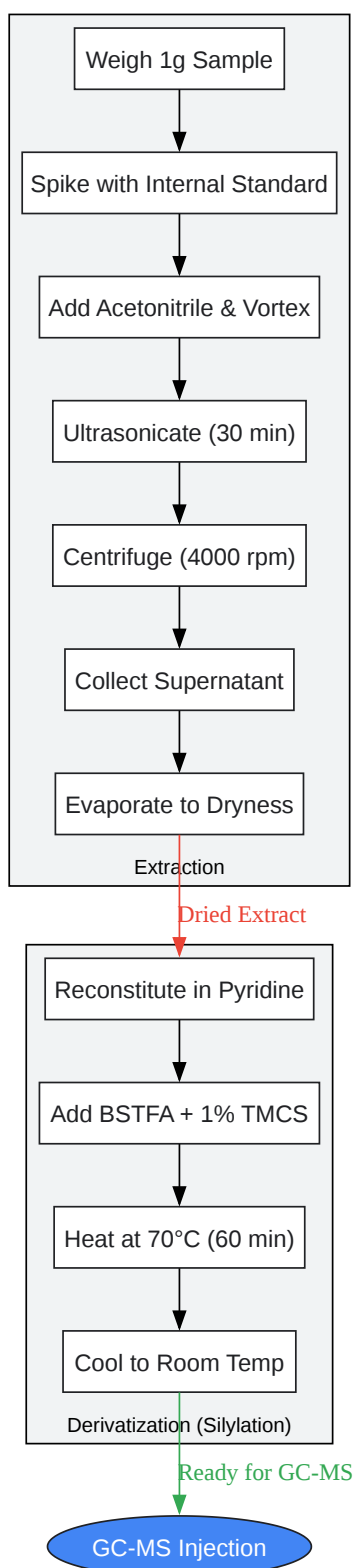 Weigh 1g Sample
Spike with Internal Standard
Add Acetonitrile & Vortex
Ultrasonicate (30 min)
Centrifuge (4000 rpm)
Collect Supernatant
Evaporate to Dryness
Extraction
Dried Extract
Reconstitute in Pyridine
Add BSTFA + 1% TMCS
Heat at 70°C (60 min)
Cool to Room Temp
Derivatization (Silylation)
Ready for GC-MS
GC-MS Injection